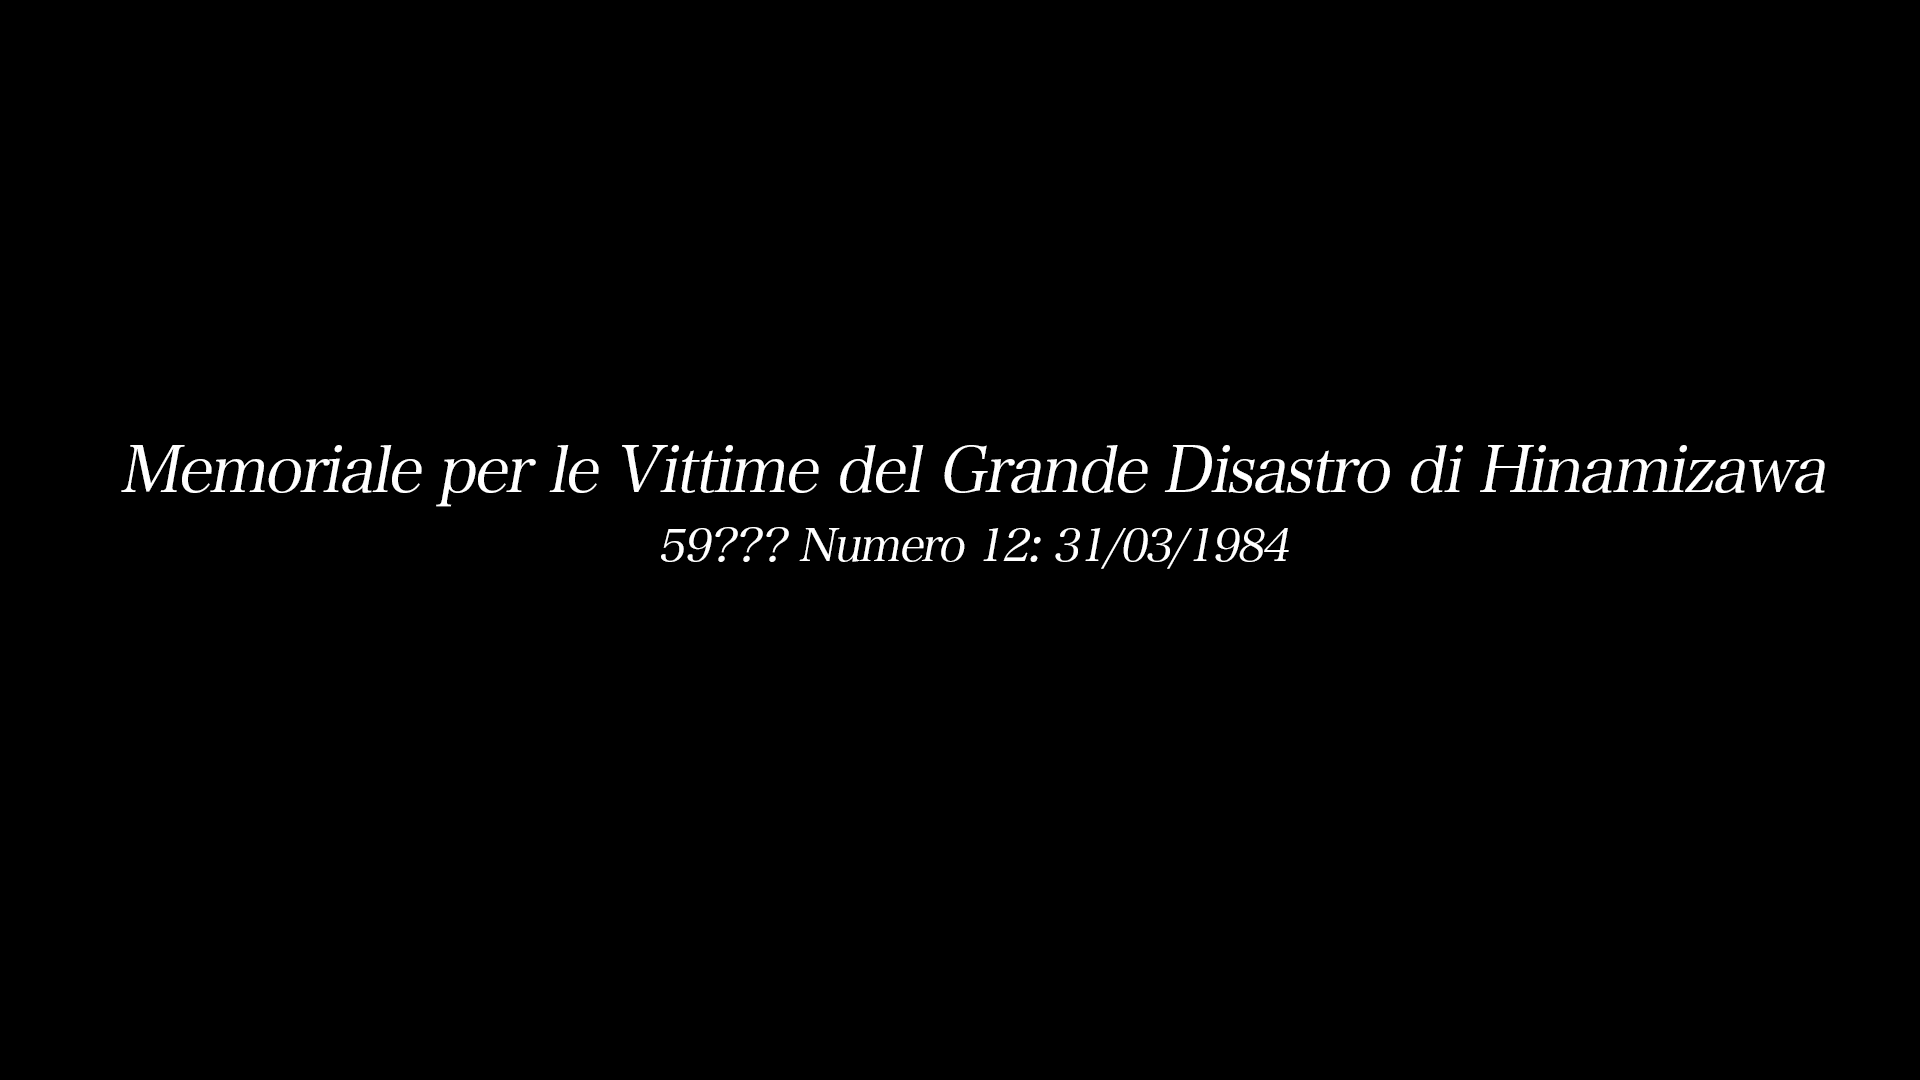 Memoriale per le Vittime del Grande Disastro di Hinamizawa
59??? Numero 12: 31/03/1984